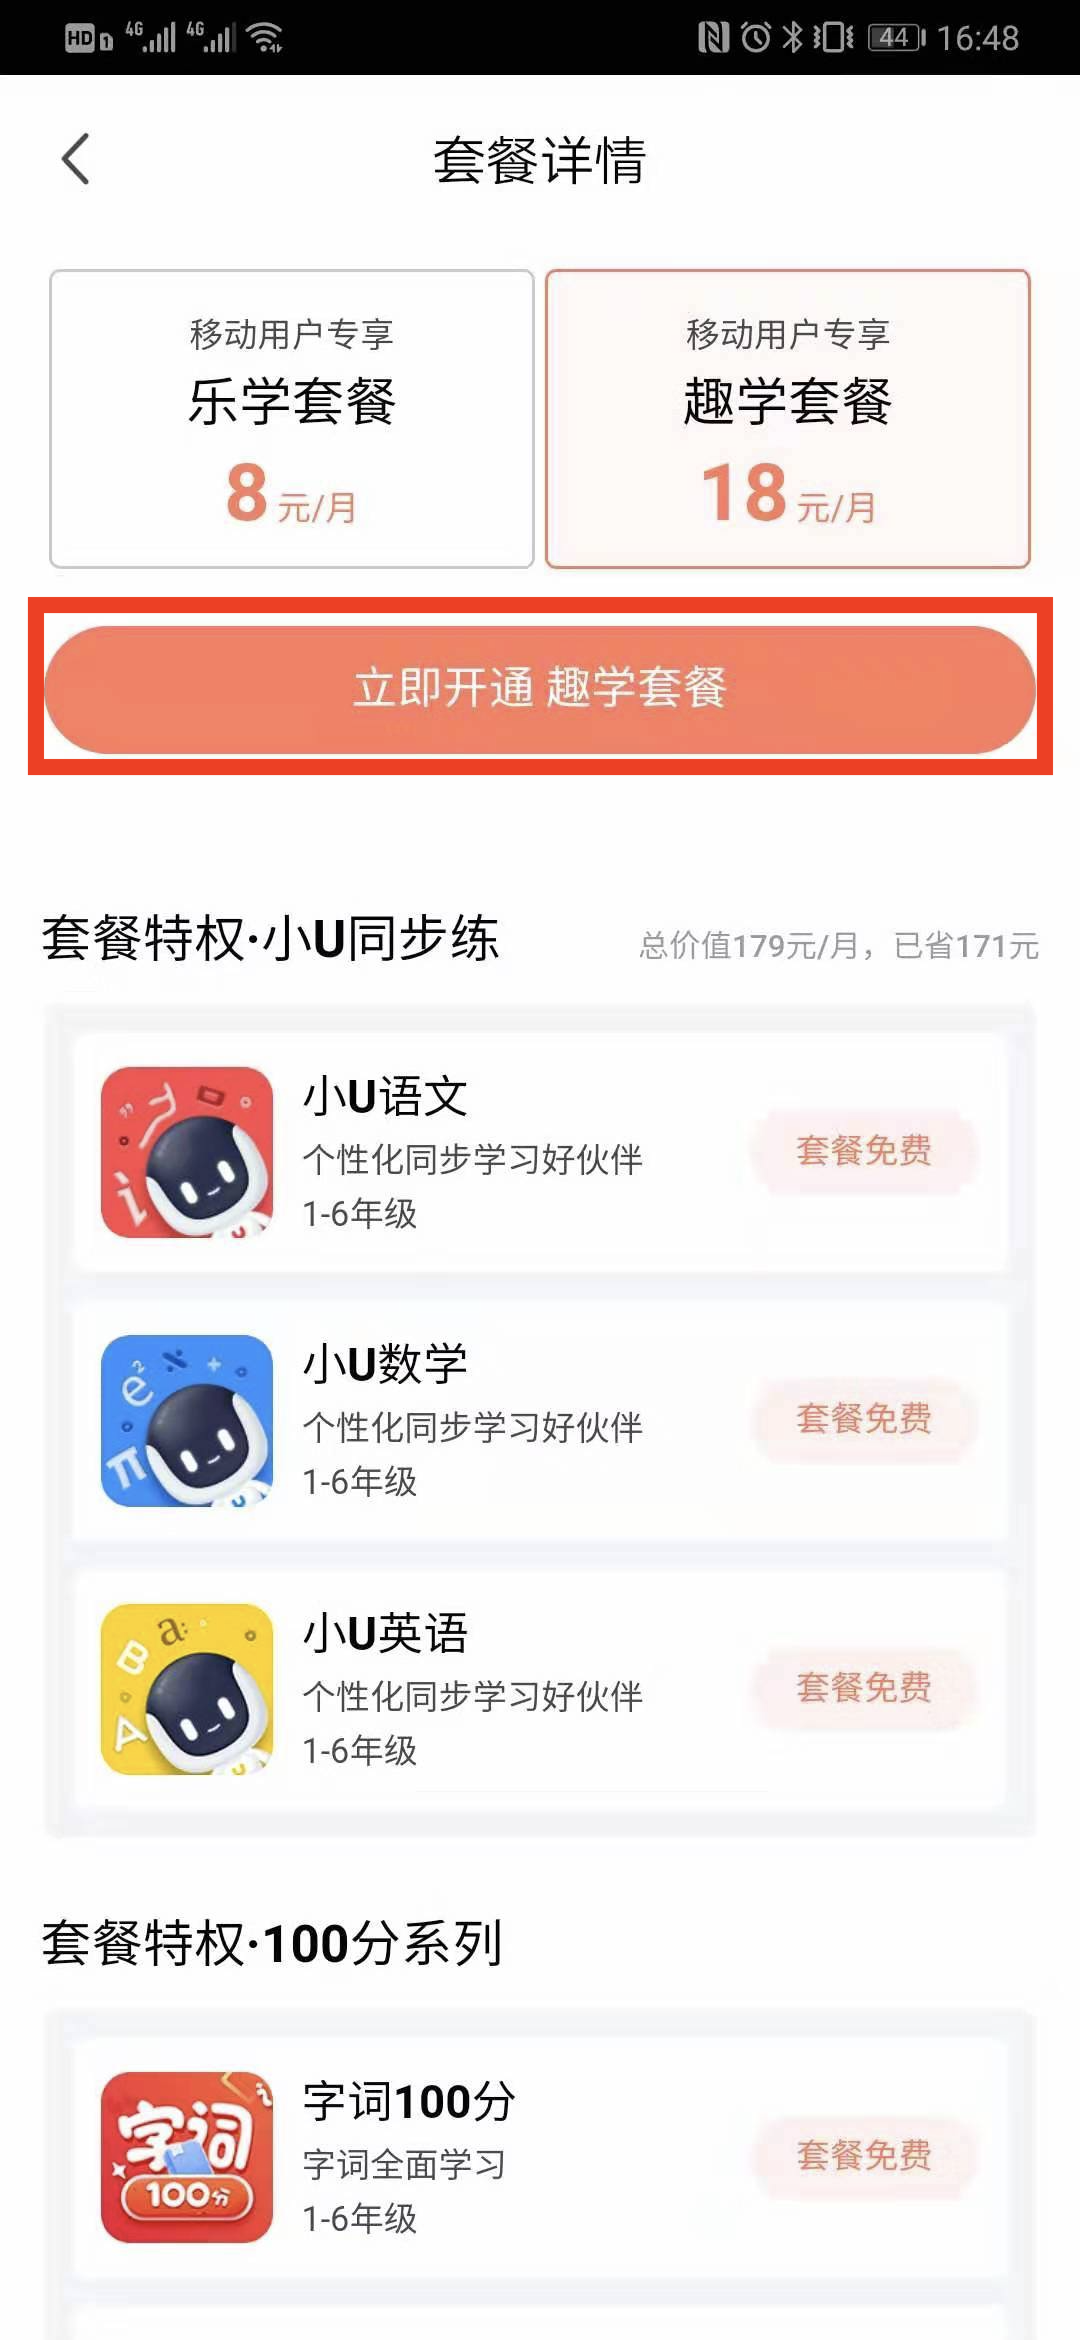 HD 1 4G 4G 44 16:48
套餐详情
移动用户专享
乐学套餐
8元/月
移动用户专享
趣学套餐
18元/月
立即开通 趣学套餐
套餐特权·小U同步练
总价值179元/月，已省171元
小U语文
个性化同步学习好伙伴
1-6年级
套餐免费
小U数学
个性化同步学习好伙伴
1-6年级
套餐免费
小U英语
个性化同步学习好伙伴
1-6年级
套餐免费
套餐特权·100分系列
字词
100分
字词100分
字词全面学习
1-6年级
套餐免费